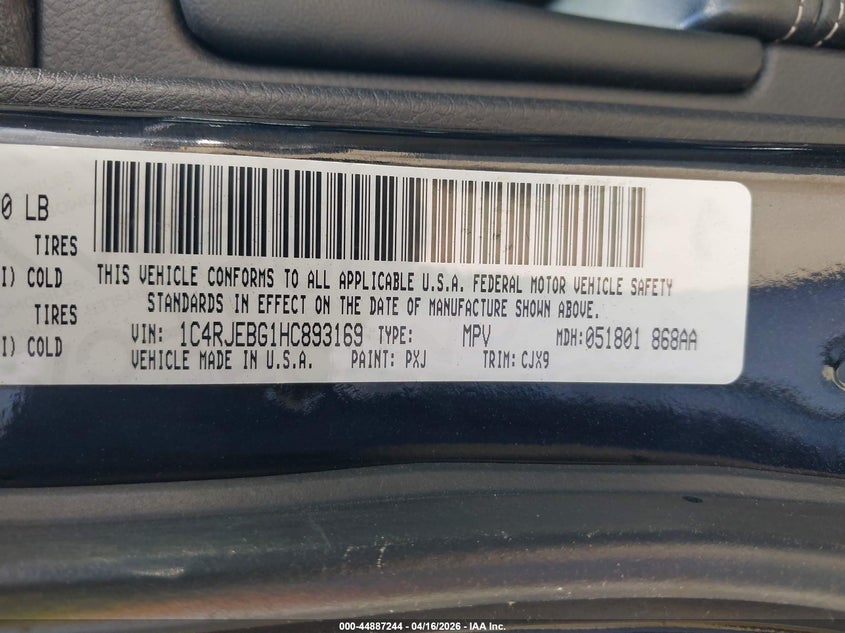 0 LB
TIRES
I) COLD
TIRES
I) COLD
THIS VEHICLE CONFORMS TO ALL APPLICABLE U.S.A. FEDERAL MOTOR VEHICLE SAFETY
STANDARDS IN EFFECT ON THE DATE OF MANUFACTURE SHOWN ABOVE.
VIN: 1C4RJEBG1HC893169 TYPE: MPV MDH:051801 868AA
VEHICLE MADE IN U.S.A. PAINT: PXJ TRIM:CJX9
000-44887244 - 04/16/2026 - IAA Inc.